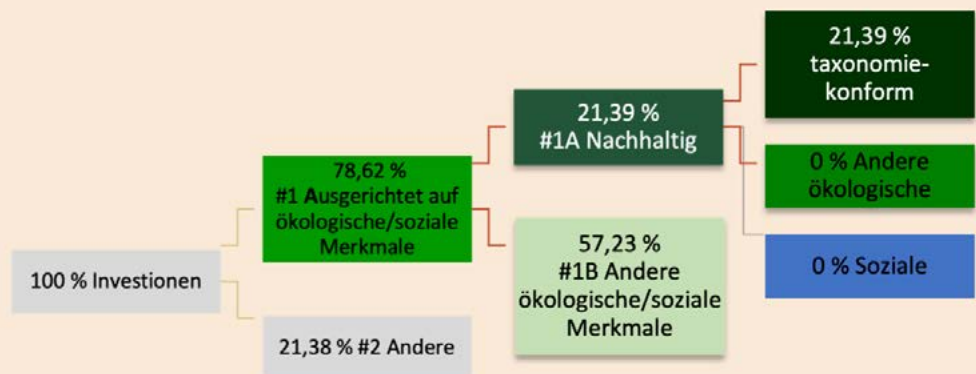 100 % Investionen
78,62 %
#1 Ausgerichtet auf
ökologische/soziale
Merkmale
21,38 % #2 Andere
21,39 %
#1A Nachhaltig
57,23 %
#1B Andere
ökologische/soziale
Merkmale
21,39 %
taxonomie-
konform
0 % Andere
ökologische
0 % Soziale